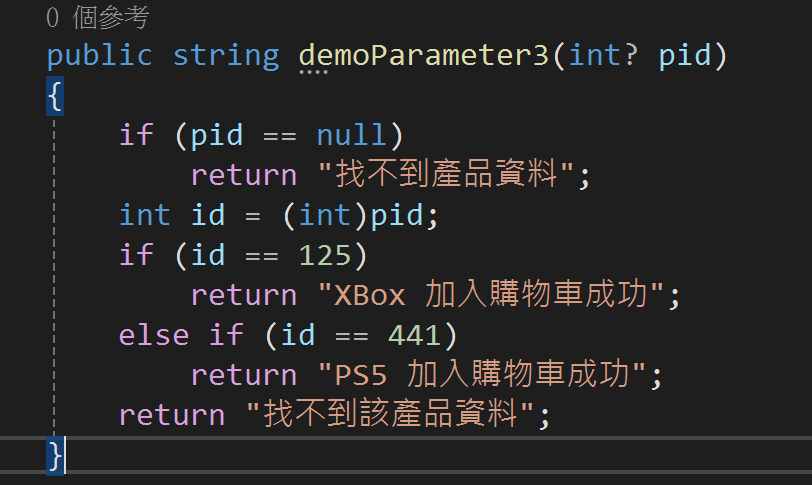 0 個參考
public string demoParameter3(int? pid)
{
    if (pid == null)
        return "找不到產品資料";
    int id = (int)pid;
    if (id == 125)
        return "XBox 加入購物車成功";
    else if (id == 441)
        return "PS5 加入購物車成功";
    return "找不到該產品資料";
}